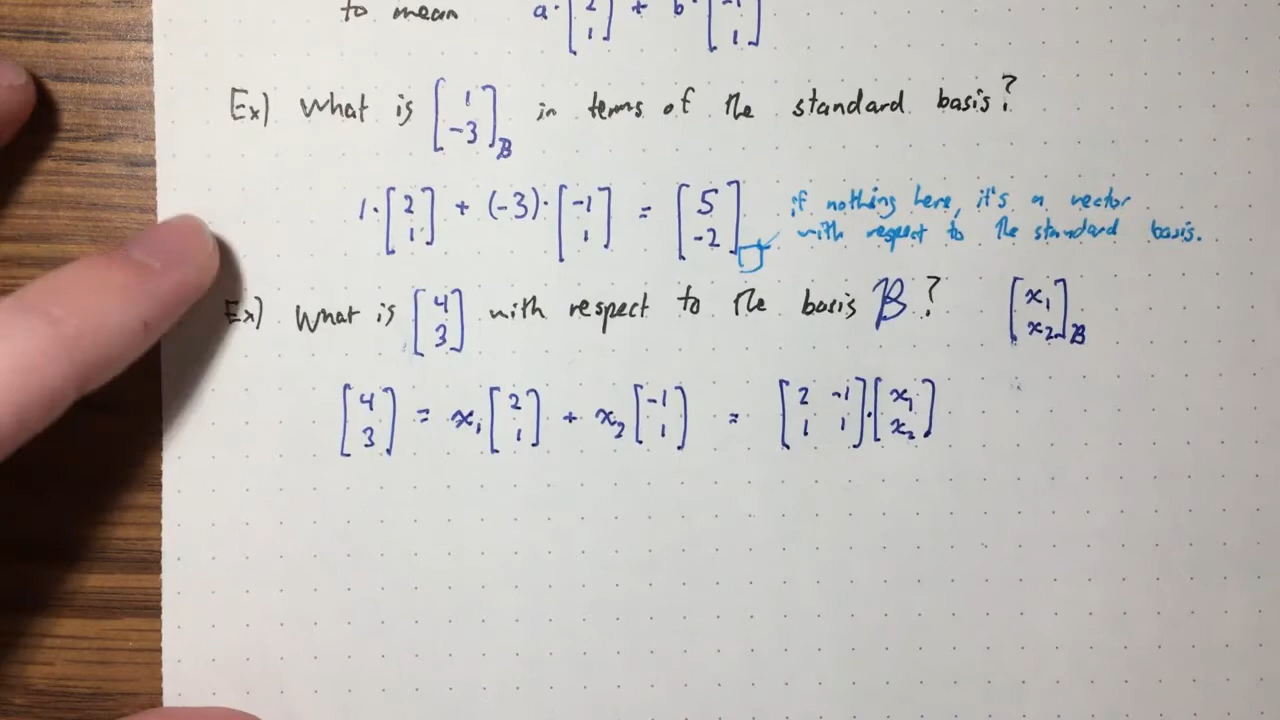 to mean a·[2 1] + b·[-1 1]
Ex) What is [1 -3]B in terms of the standard basis?
1·[2 1] + (-3)·[-1 1] = [5 -2] if nothing here, it's a vector
with respect to the standard basis.
Ex) What is [4 3] with respect to the basis B? [x1 x2]B
[4 3] = x1[2 1] + x2[-1 1] = [2 -1 1 1]·[x1 x2]